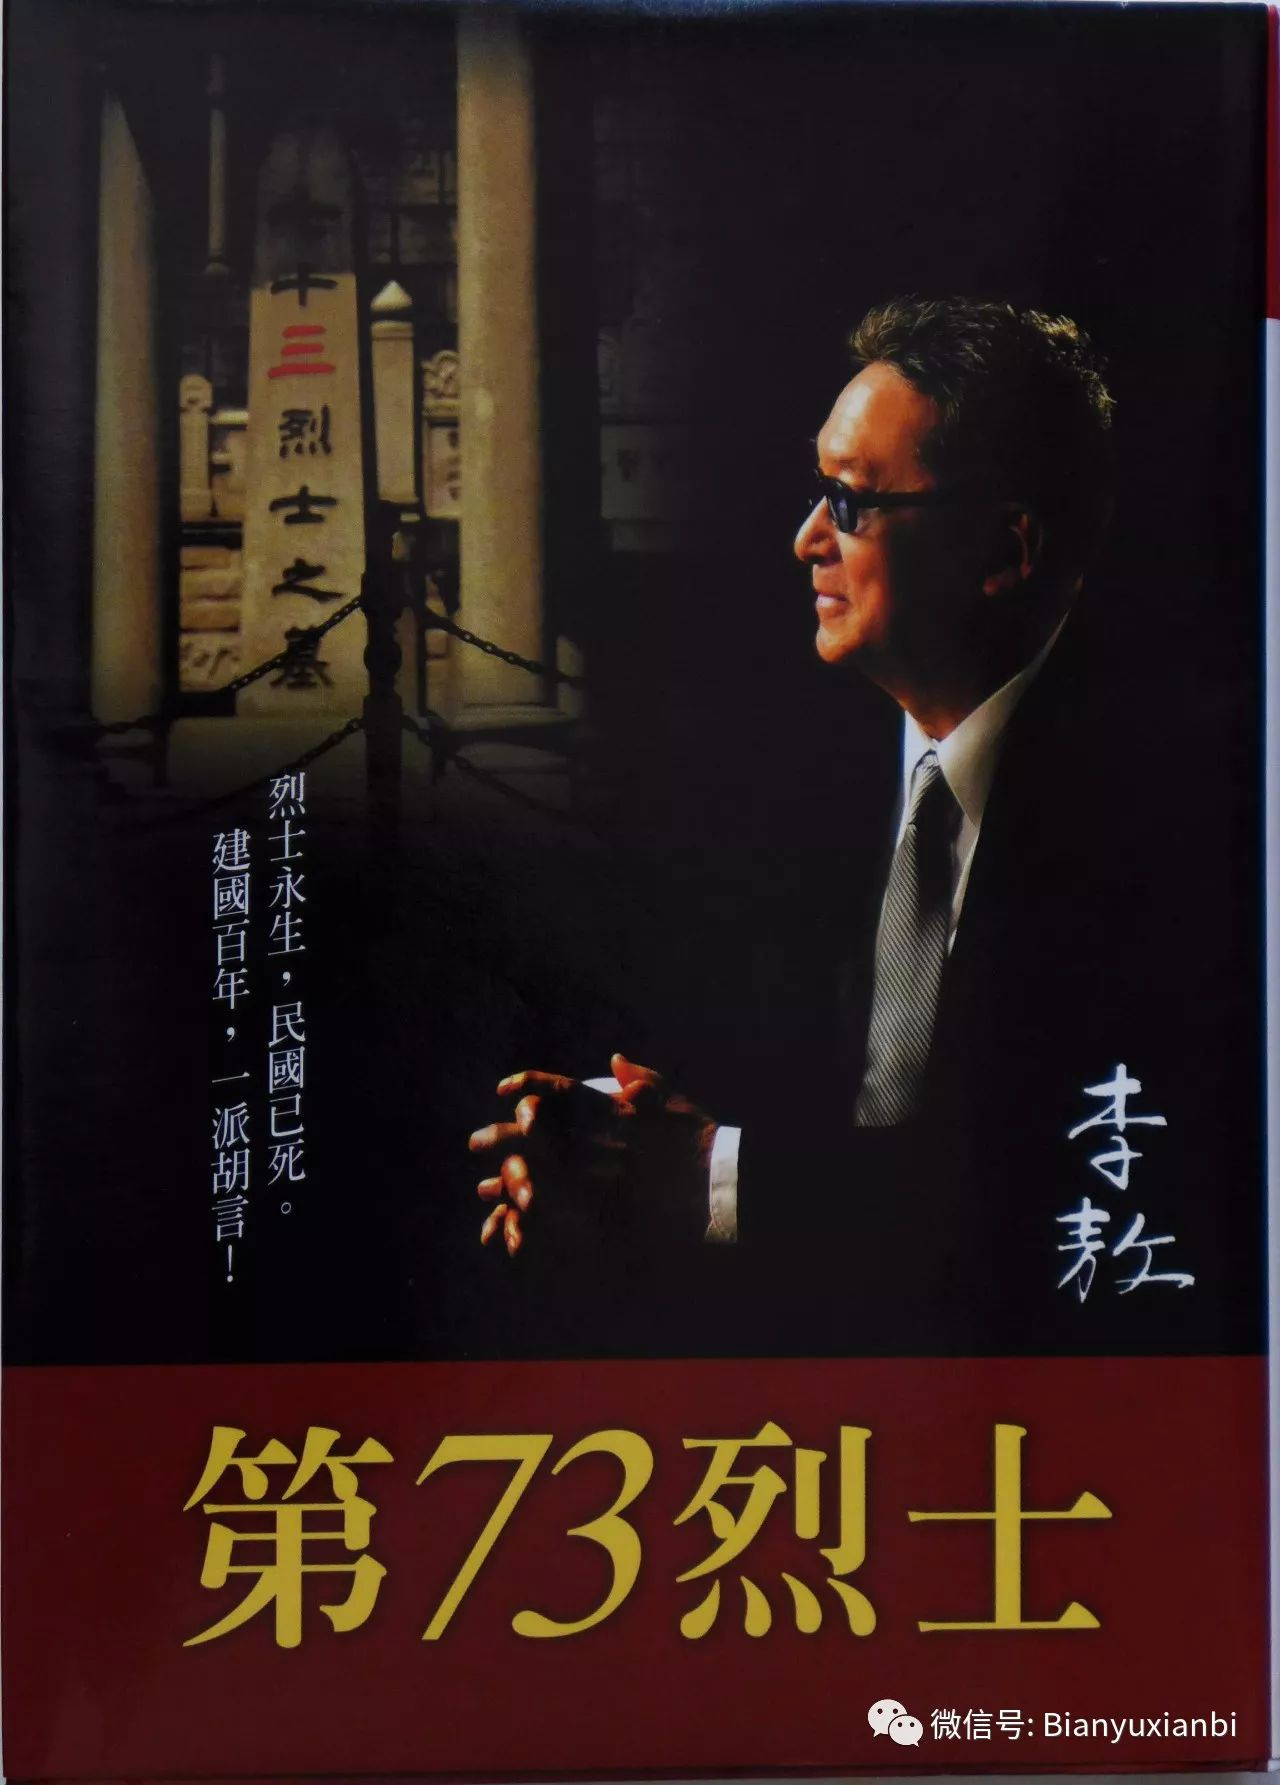 七十三烈士之墓
烈士永生，民國已死。
建國百年，一派胡言！
李敖
第73烈士
微信号: Bianyuxianbi